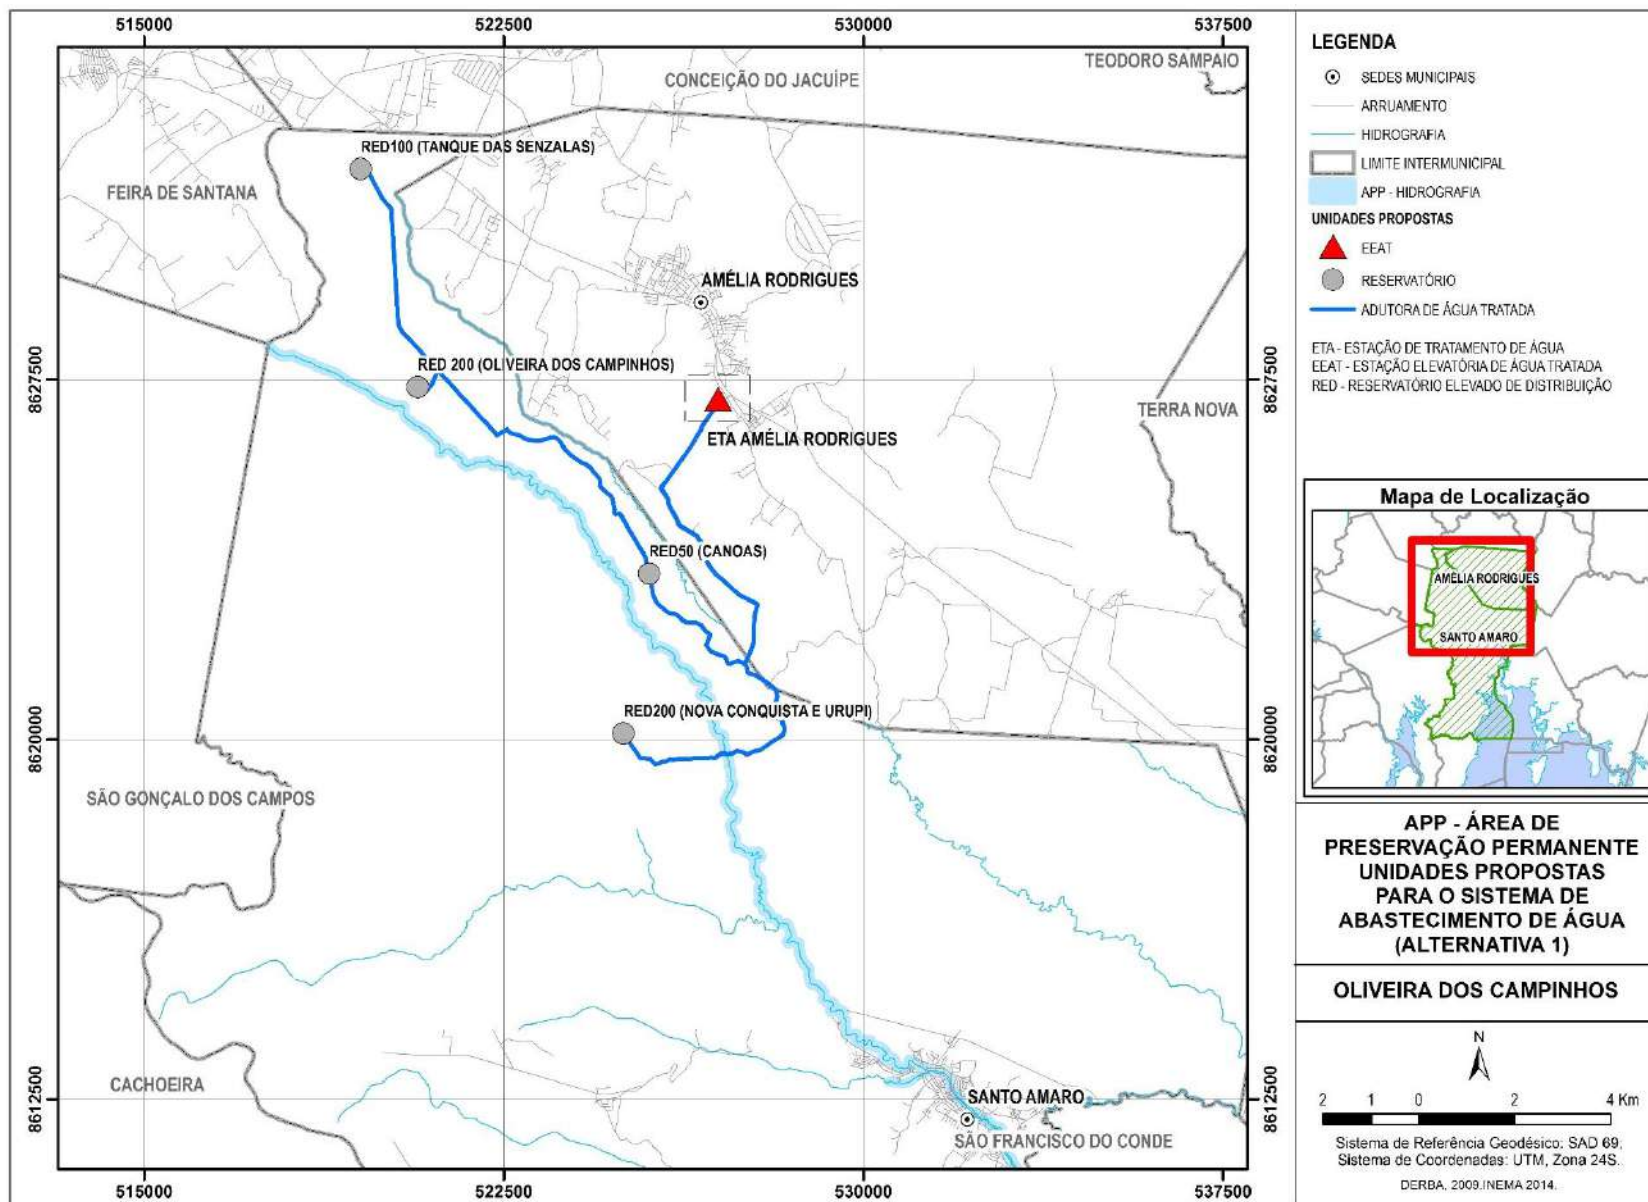 515000
522500
530000
537500
TEODORO SAMPAIO
CONCEIÇÃO DO JACUÍPE
RED100 (TANQUE DAS SENZALAS)
FEIRA DE SANTANA
AMÉLIA RODRIGUES
RED 200 (OLIVEIRA DOS CAMPINHOS)
8627500
8627500
TERRA NOVA
ETA AMÉLIA RODRIGUES
RED50 (CANOAS)
RED200 (NOVA CONQUISTA E URUPI)
8620000
8620000
SÃO GONÇALO DOS CAMPOS
CACHOEIRA
8612500
8612500
SANTO AMARO
SÃO FRANCISCO DO CONDE
515000
522500
530000
537500
LEGENDA
SEDES MUNICIPAIS
ARRUAMENTO
HIDROGRAFIA
LIMITE INTERMUNICIPAL
APP - HIDROGRAFIA
UNIDADES PROPOSTAS
EEAT
RESERVATÓRIO
ADUTORA DE ÁGUA TRATADA
ETA - ESTAÇÃO DE TRATAMENTO DE ÁGUA
EEAT - ESTAÇÃO ELEVATÓRIA DE ÁGUA TRATADA
RED - RESERVATÓRIO ELEVADO DE DISTRIBUIÇÃO
Mapa de Localização
AMÉLIA RODRIGUES
SANTO AMARO
APP - ÁREA DE
PRESERVAÇÃO PERMANENTE
UNIDADES PROPOSTAS
PARA O SISTEMA DE
ABASTECIMENTO DE ÁGUA
(ALTERNATIVA 1)
OLIVEIRA DOS CAMPINHOS
N
2 1 0 2 4 Km
Sistema de Referência Geodésico: SAD 69.
Sistema de Coordenadas: UTM, Zona 24S.
DERBA, 2009.INEMA 2014.